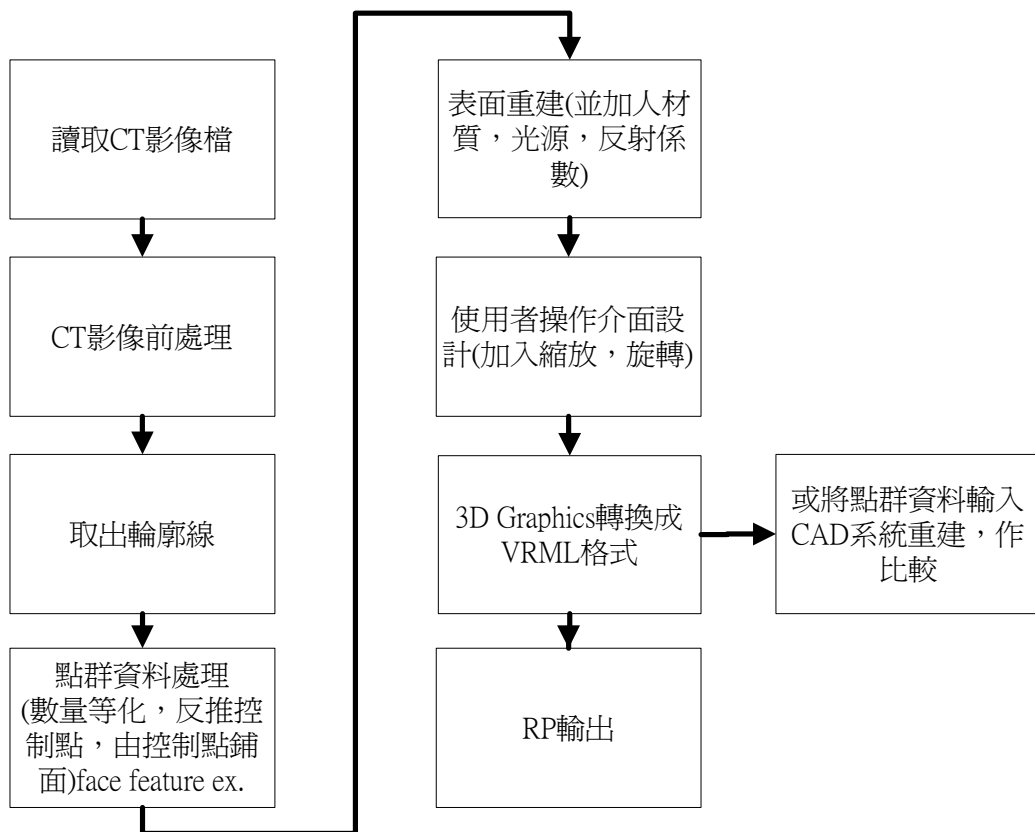 讀取CT影像檔
CT影像前處理
取出輪廓線
點群資料處理
(數量等化，反推控
制點，由控制點鋪
面)face feature ex.
表面重建(並加人材
質，光源，反射係
數)
使用者操作介面設
計(加入縮放，旋轉)
3D Graphics轉換成
VRML格式
RP輸出
或將點群資料輸入
CAD系統重建，作
比較